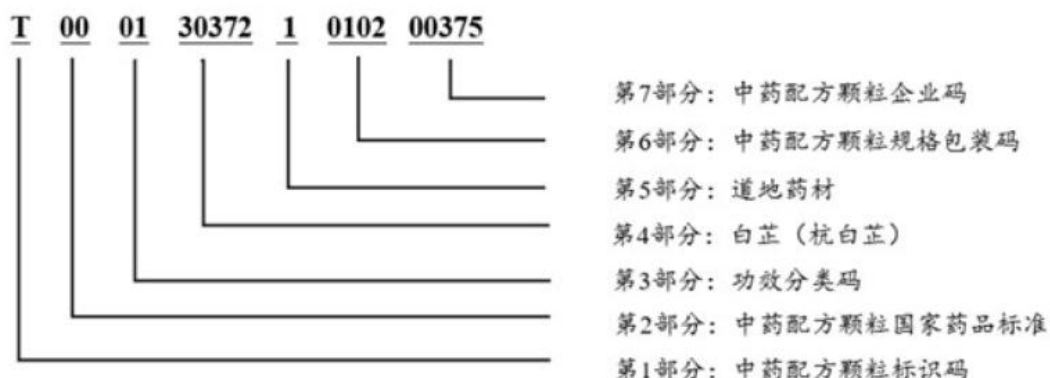 T 00 01 30372 1 0102 00375
第7部分：中药配方颗粒企业码
第6部分：中药配方颗粒规格包装码
第5部分：道地药材
第4部分：白芷（杭白芷）
第3部分：功效分类码
第2部分：中药配方颗粒国家药品标准
第1部分：中药配方颗粒标识码